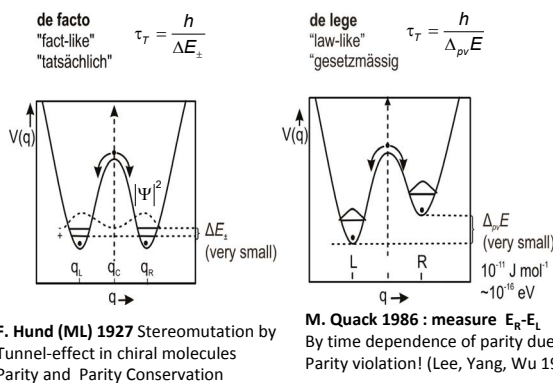 de facto
"fact-like"
"tatsächlich"
τ_T = h / ΔE_±
V(q)
|Ψ|²
+
-
ΔE_±
(very small)
q_L q_C q_R
q
F. Hund (ML) 1927 Stereomutation by
Tunnel-effect in chiral molecules
Parity and Parity Conservation
de lege
"law-like"
"gesetzmässig
τ_T = h / Δ_pv E
V(q)
Δ_pv E
(very small)
L R
10⁻¹¹ J mol⁻¹
~10⁻¹⁶ eV
q
M. Quack 1986 : measure E_R-E_L
By time dependence of parity due
Parity violation! (Lee, Yang, Wu 19